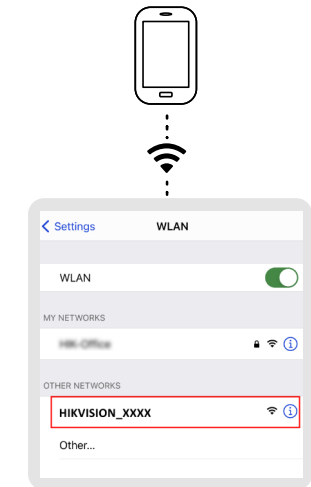 Settings WLAN
WLAN
MY NETWORKS
OTHER NETWORKS
HIKVISION_XXXX
Other...